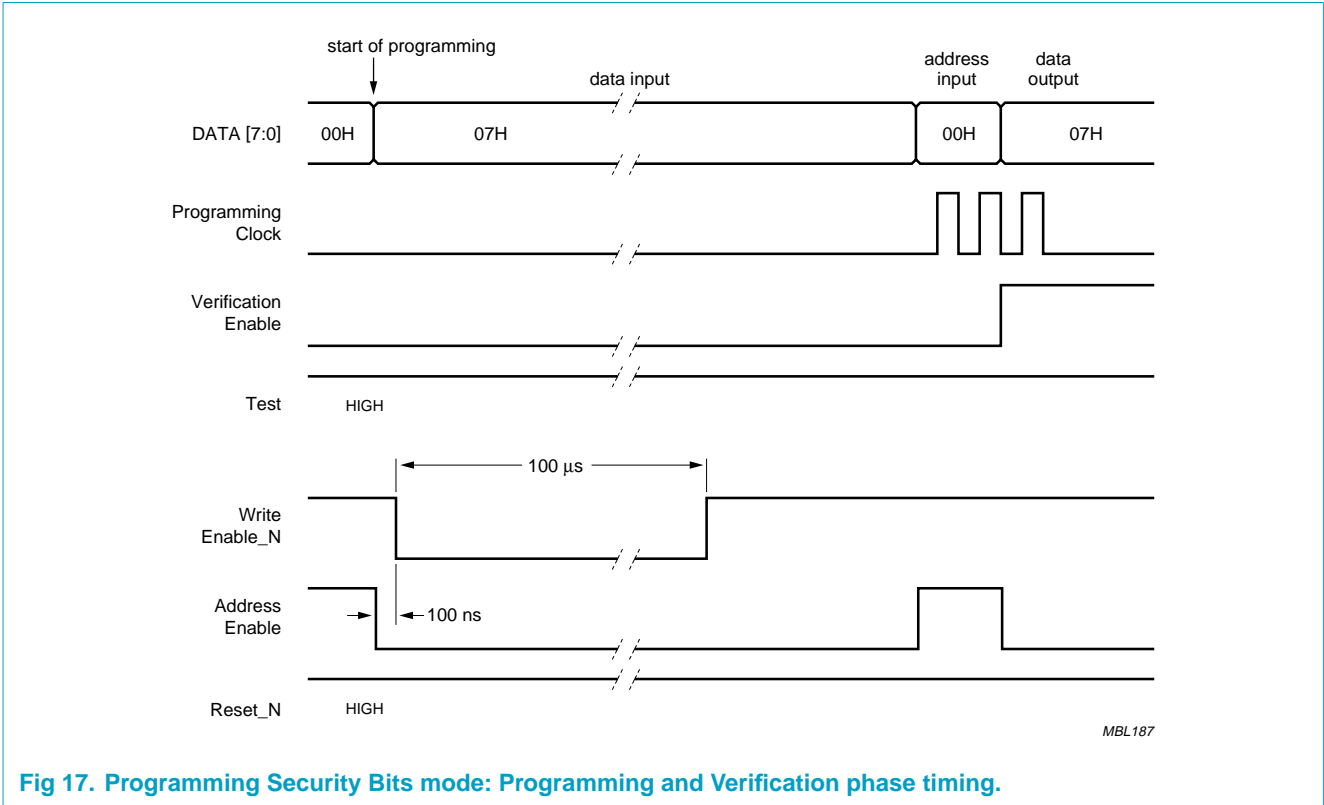 start of programming
data input
address
input
data
output
DATA [7:0]
00H
07H
00H
07H
Programming
Clock
Verification
Enable
Test
HIGH
100 μs
Write
Enable_N
Address
Enable
100 ns
Reset_N
HIGH
MBL187
Fig 17. Programming Security Bits mode: Programming and Verification phase timing.